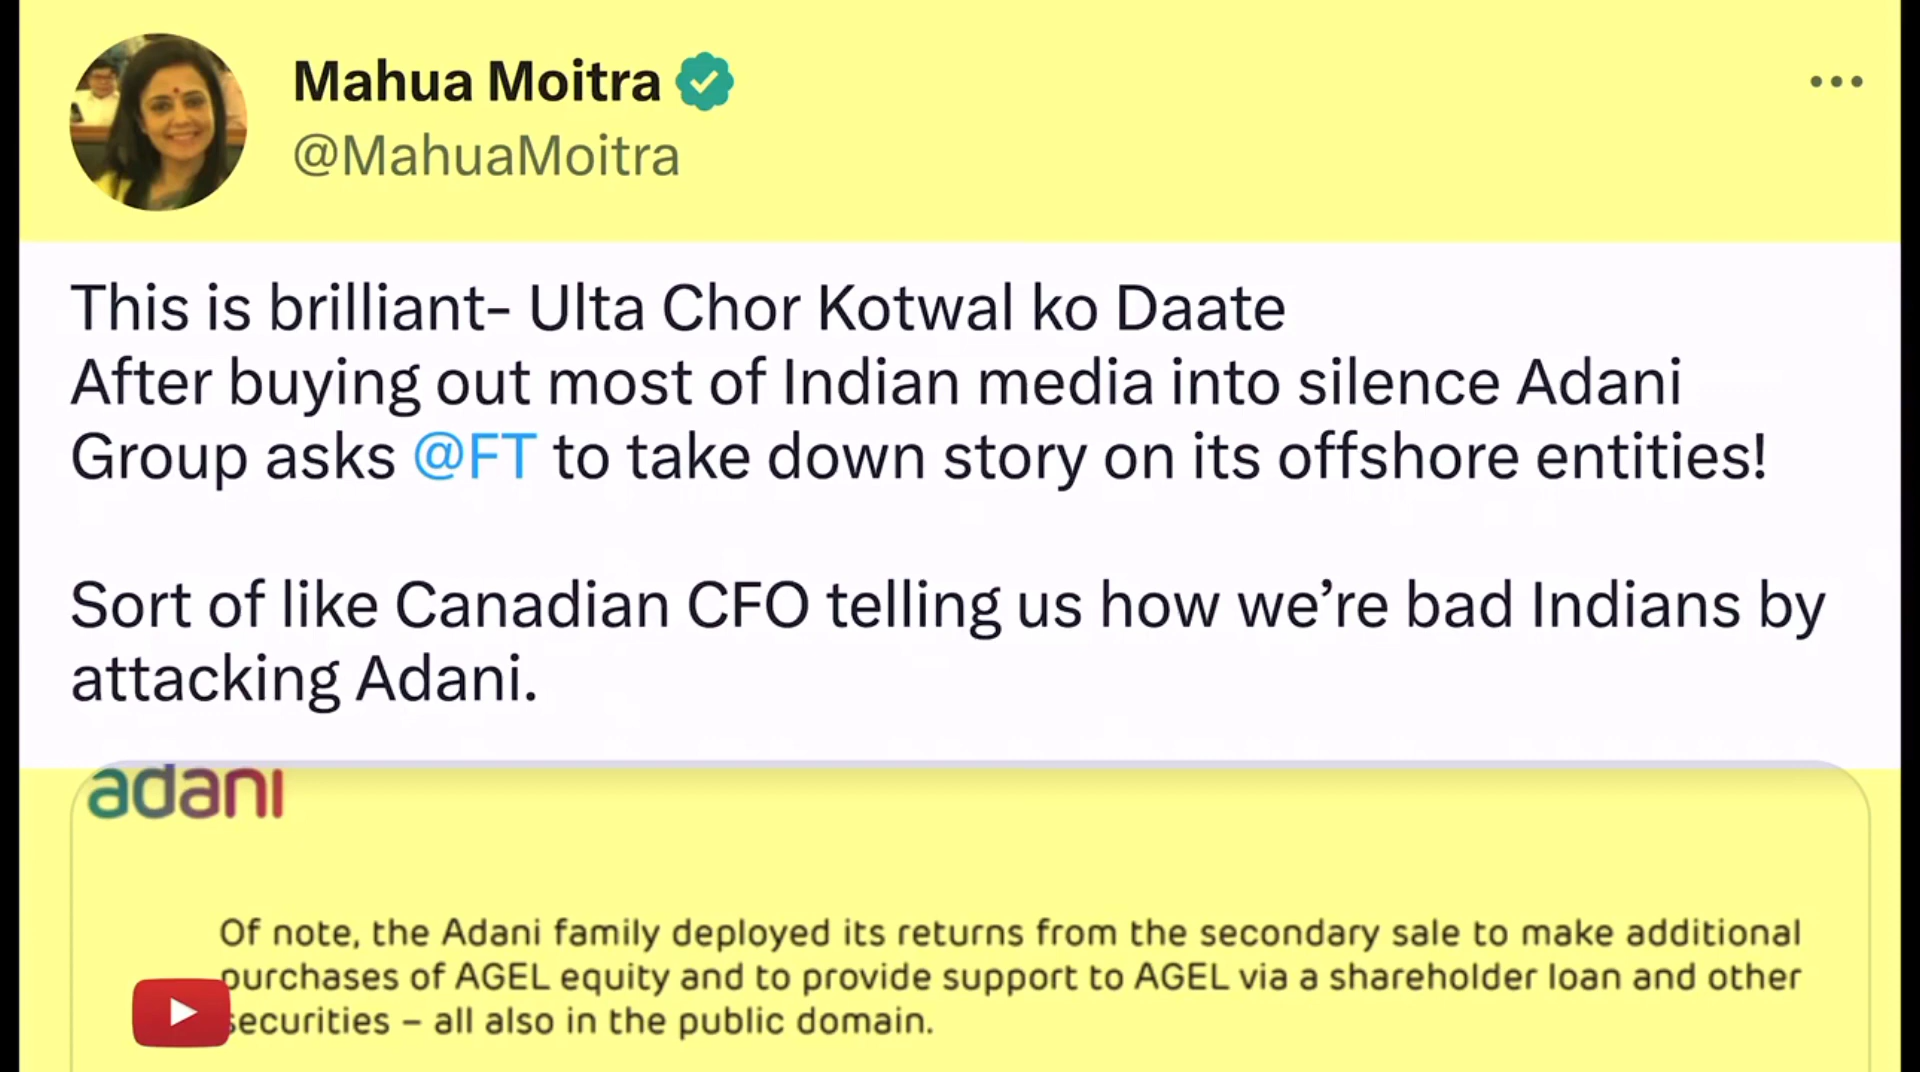 Mahua Moitra
@MahuaMoitra
This is brilliant- Ulta Chor Kotwal ko Daate
After buying out most of Indian media into silence Adani
Group asks @FT to take down story on its offshore entities!
Sort of like Canadian CFO telling us how we’re bad Indians by
attacking Adani.
adani
Of note, the Adani family deployed its returns from the secondary sale to make additional
purchases of AGEL equity and to provide support to AGEL via a shareholder loan and other
securities – all also in the public domain.